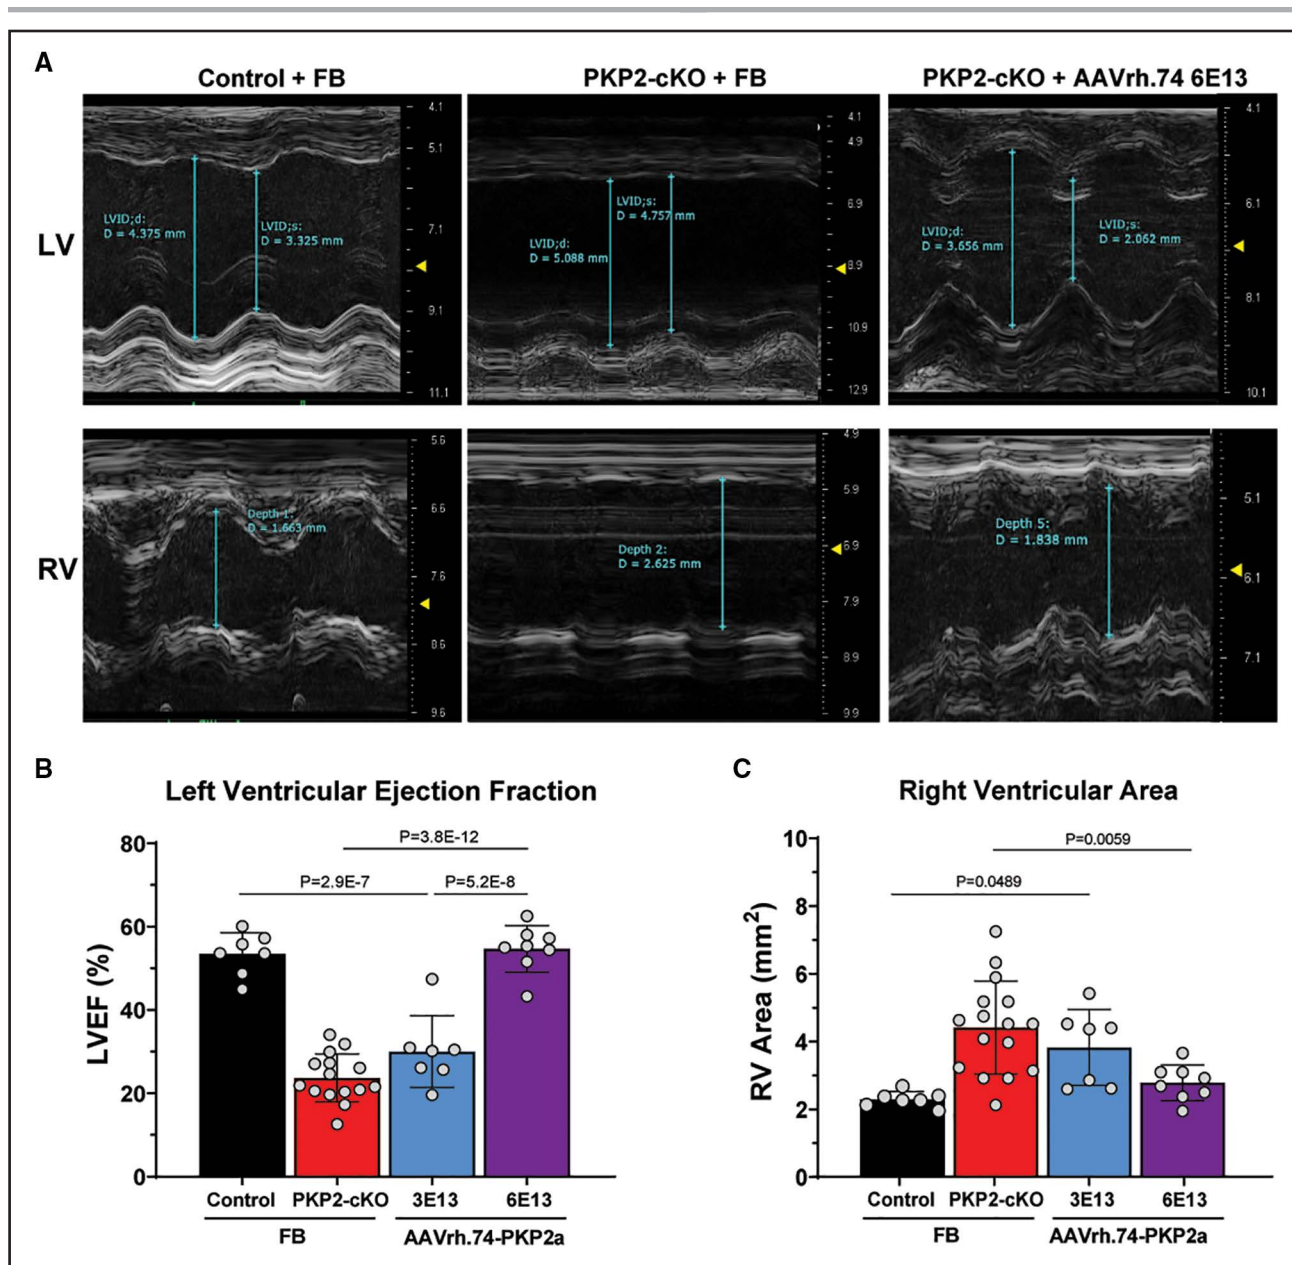 A
Control + FB
PKP2-cKO + FB
PKP2-cKO + AAVrh.74 6E13
LV
LVID;d:
D = 4.375 mm
LVID;s:
D = 3.325 mm
4.1
5.1
7.1
9.1
11.1
LVID;s:
D = 4.757 mm
LVID;d:
D = 5.088 mm
4.1
4.9
6.9
8.9
10.9
12.9
LVID;d:
D = 3.656 mm
LVID;s:
D = 2.062 mm
4.1
6.1
8.1
10.1
RV
Depth 1:
D = 1.663 mm
5.6
6.6
7.6
8.6
9.6
Depth 2:
D = 2.625 mm
4.9
5.9
6.9
7.9
8.9
9.9
Depth 5:
D = 1.838 mm
5.1
6.1
7.1
B
Left Ventricular Ejection Fraction
P=3.8E-12
P=2.9E-7
P=5.2E-8
LVEF (%)
80
60
40
20
0
Control
PKP2-cKO
3E13
6E13
FB
AAVrh.74-PKP2a
C
Right Ventricular Area
P=0.0059
P=0.0489
RV Area (mm²)
10
8
6
4
2
0
Control
PKP2-cKO
3E13
6E13
FB
AAVrh.74-PKP2a